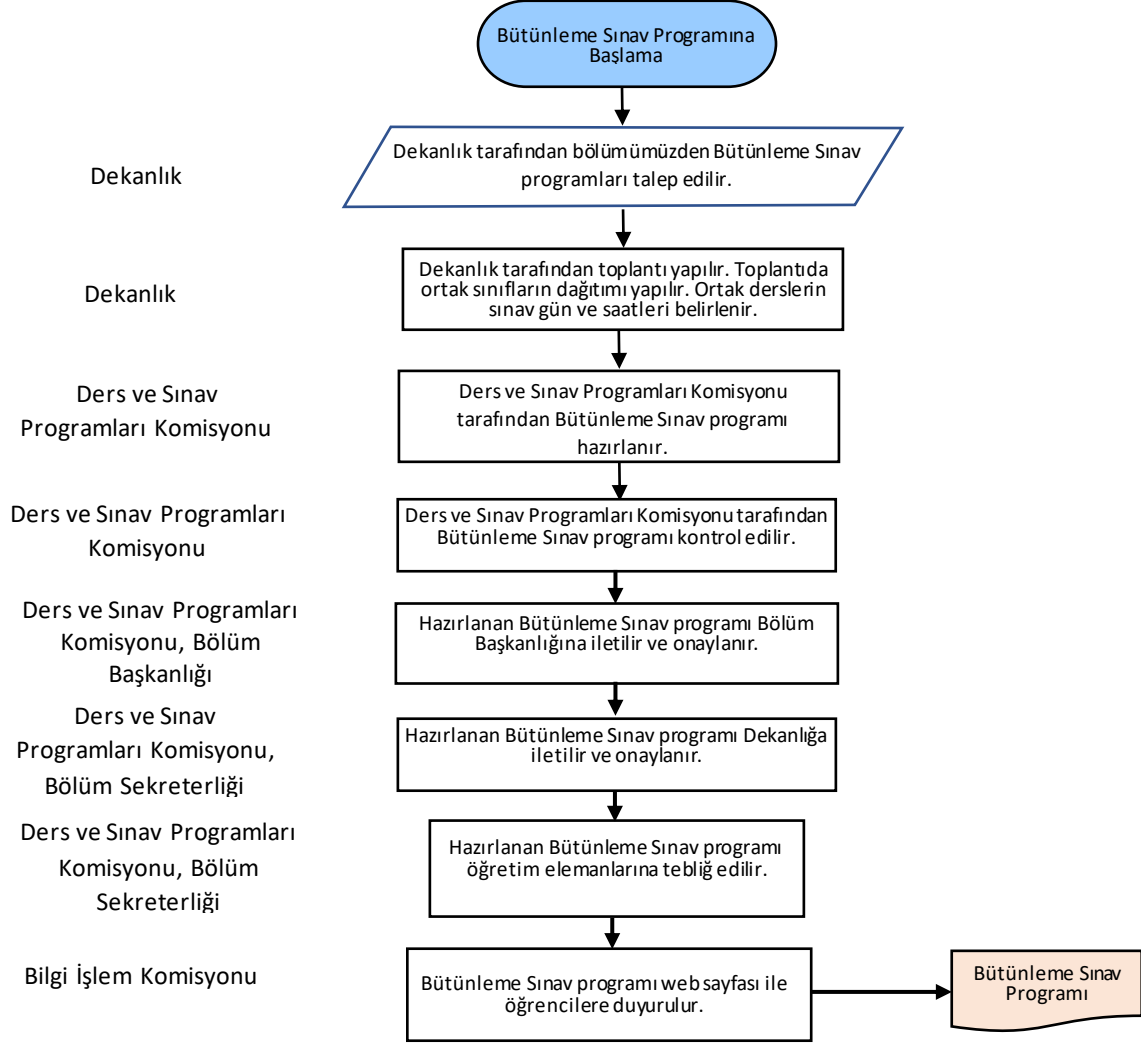 Bütünleme Sınav Programına
Başlama
Dekanlık
Dekanlık tarafından bölümümüzden Bütünleme Sınav
programları talep edilir.
Dekanlık
Dekanlık tarafından toplantı yapılır. Toplantıda
ortak sınıfların dağıtımı yapılır. Ortak derslerin
sınav gün ve saatleri belirlenir.
Ders ve Sınav
Programları Komisyonu
Ders ve Sınav Programları Komisyonu
tarafından Bütünleme Sınav programı
hazırlanır.
Ders ve Sınav Programları
Komisyonu
Ders ve Sınav Programları Komisyonu tarafından
Bütünleme Sınav programı kontrol edilir.
Ders ve Sınav Programları
Komisyonu, Bölüm
Başkanlığı
Hazırlanan Bütünleme Sınav programı Bölüm
Başkanlığına iletilir ve onaylanır.
Ders ve Sınav
Programları Komisyonu,
Bölüm Sekreterliği
Hazırlanan Bütünleme Sınav programı Dekanlığa
iletilir ve onaylanır.
Ders ve Sınav Programları
Komisyonu, Bölüm
Sekreterliği
Hazırlanan Bütünleme Sınav programı
öğretim elemanlarına tebliğ edilir.
Bilgi İşlem Komisyonu
Bütünleme Sınav programı web sayfası ile
öğrencilere duyurulur.
Bütünleme Sınav
Programı